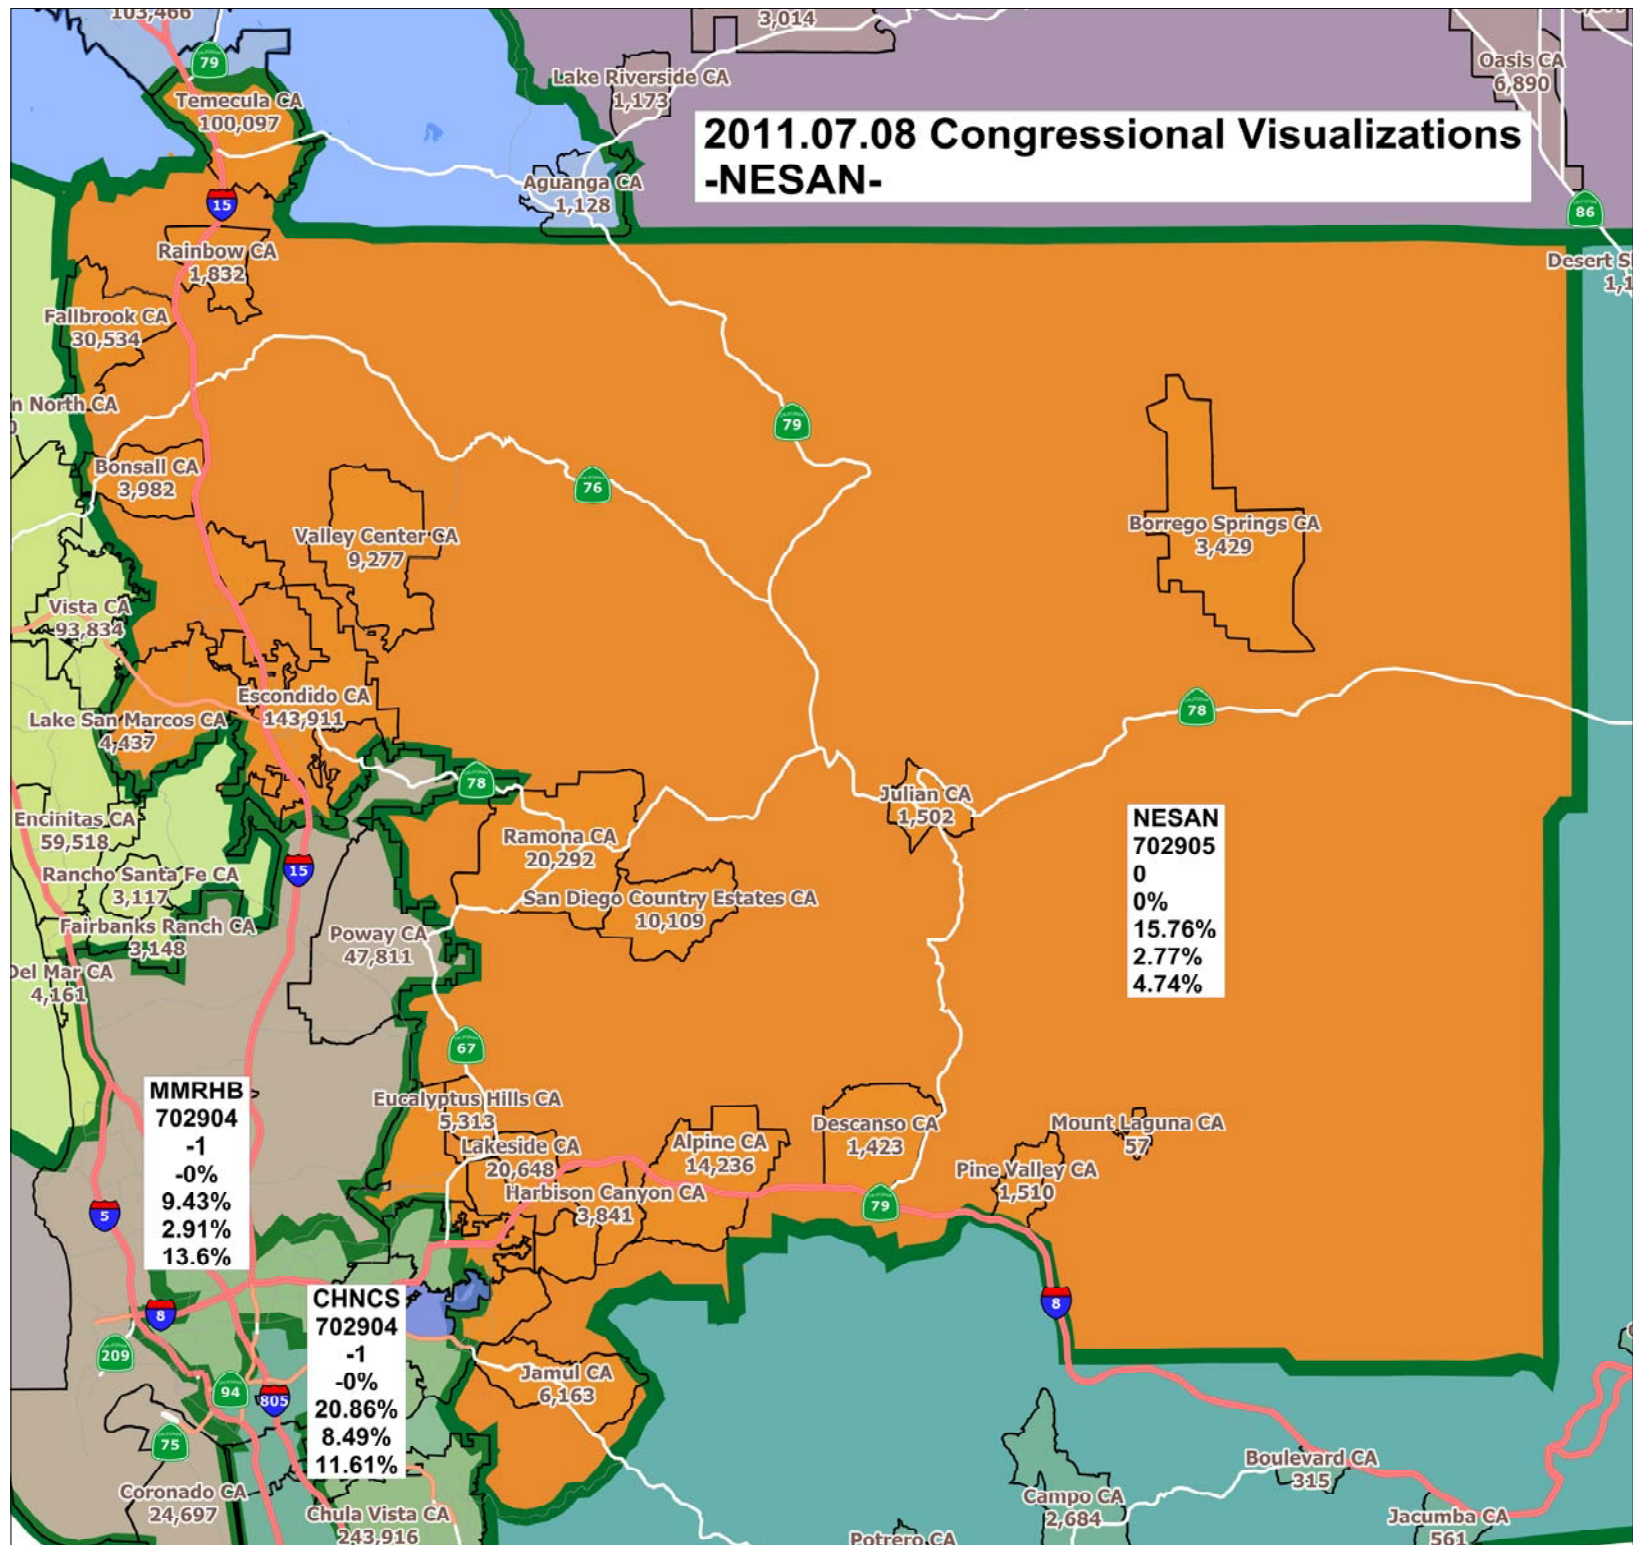 103,466
79
3,014
Lake Riverside CA
1,173
Oasis CA
6,890
Temecula CA
100,097
2011.07.08 Congressional Visualizations
-NESAN-
Aguanga CA
1,128
15
86
Rainbow CA
1,832
Desert S
1,1
Fallbrook CA
30,534
n North CA
0
79
Bonsall CA
3,982
76
Valley Center CA
9,277
Borrego Springs CA
3,429
Vista CA
93,834
Escondido CA
143,911
Lake San Marcos CA
4,437
78
78
Julian CA
1,502
Encinitas CA
59,518
Ramona CA
20,292
NESAN
702905
0
0%
15.76%
2.77%
4.74%
15
Rancho Santa Fe CA
3,117
San Diego Country Estates CA
10,109
Fairbanks Ranch CA
3,148
Poway CA
47,811
Del Mar CA
4,161
67
MMRHB
702904
-1
-0%
9.43%
2.91%
13.6%
Eucalyptus Hills CA
5,313
Lakeside CA
20,648
Alpine CA
14,236
Descanso CA
1,423
Mount Laguna CA
57
Pine Valley CA
1,510
Harbison Canyon CA
3,841
79
5
8
8
CHNCS
702904
-1
-0%
20.86%
8.49%
11.61%
209
94
805
75
Jamul CA
6,163
Coronado CA
24,697
Chula Vista CA
243,916
Boulevard CA
315
Campo CA
2,684
Jacumba CA
561
Potrero CA